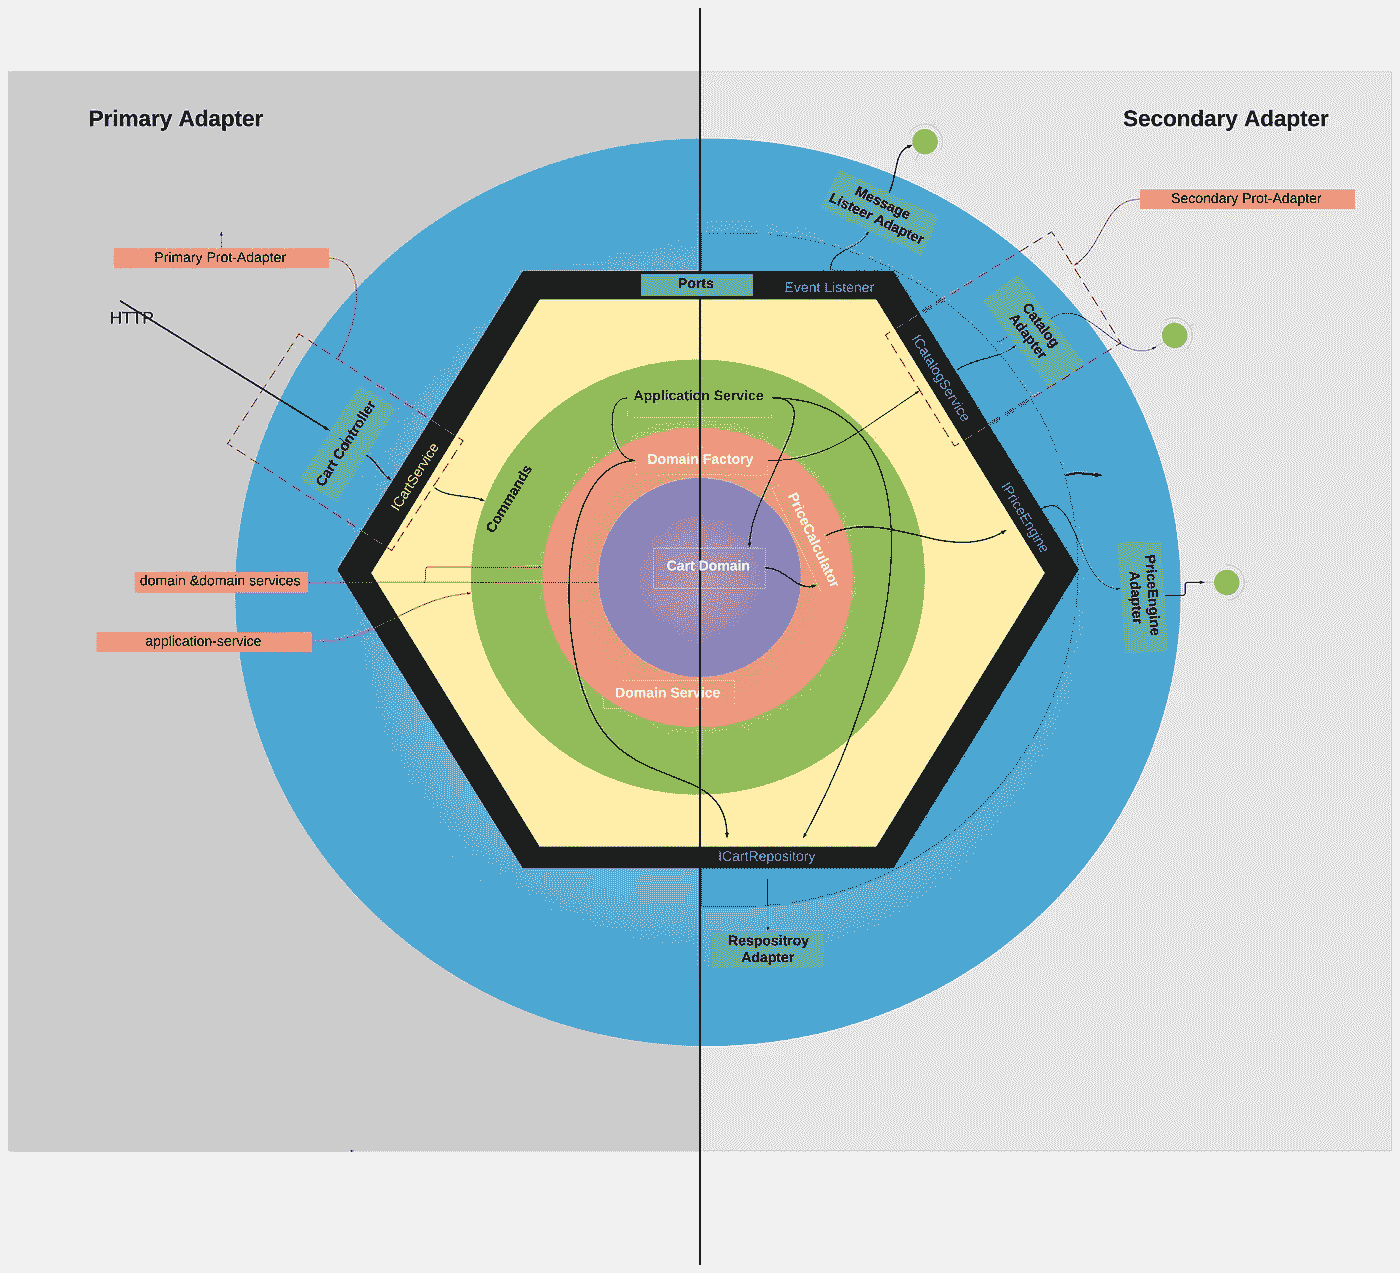 Primary Adapter
Secondary Adapter
Message
Listeer Adapter
Secondary Prot-Adapter
Primary Prot-Adapter
Ports
Event Listener
HTTP
Catalog
Adapter
ICatalogService
Application Service
Cart Controller
ICartService
Domain Factory
Commands
PriceCalculator
IPriceEngine
Cart Domain
domain &domain services
PriceEngine
Adapter
application-service
Domain Service
ICartRepository
Respositroy
Adapter